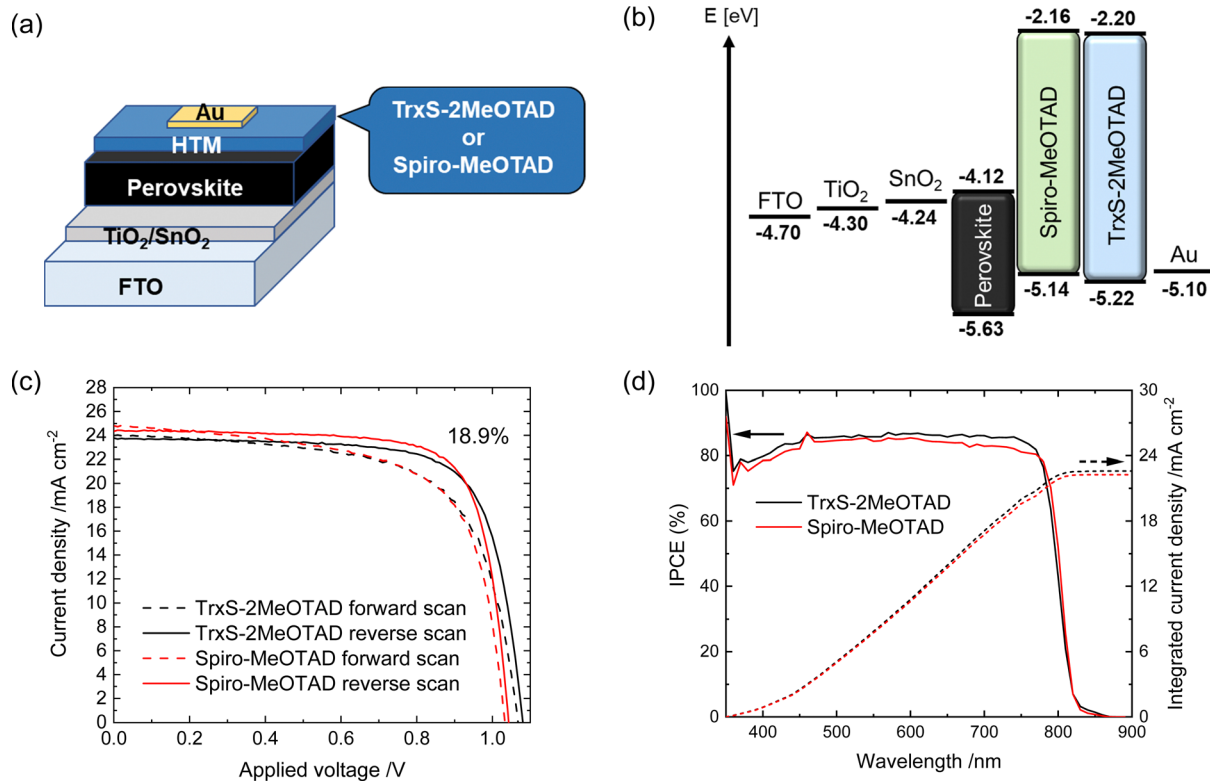 (a)
Au
HTM
Perovskite
TiO₂/SnO₂
FTO
TrxS-2MeOTAD
or
Spiro-MeOTAD
(b)
E [eV]
FTO
-4.70
TiO₂
-4.30
SnO₂
-4.24
-4.12
Perovskite
-5.63
-2.16
Spiro-MeOTAD
-5.14
-2.20
TrxS-2MeOTAD
-5.22
Au
-5.10
(c)
Current density /mA cm⁻²
28
26
24
22
20
18
16
14
12
10
8
6
4
2
0
18.9%
TrxS-2MeOTAD forward scan
TrxS-2MeOTAD reverse scan
Spiro-MeOTAD forward scan
Spiro-MeOTAD reverse scan
0.0 0.2 0.4 0.6 0.8 1.0
Applied voltage /V
(d)
IPCE (%)
100
80
60
40
20
0
TrxS-2MeOTAD
Spiro-MeOTAD
30
24
18
12
6
0
Integrated current density /mA cm⁻²
400 500 600 700 800 900
Wavelength /nm